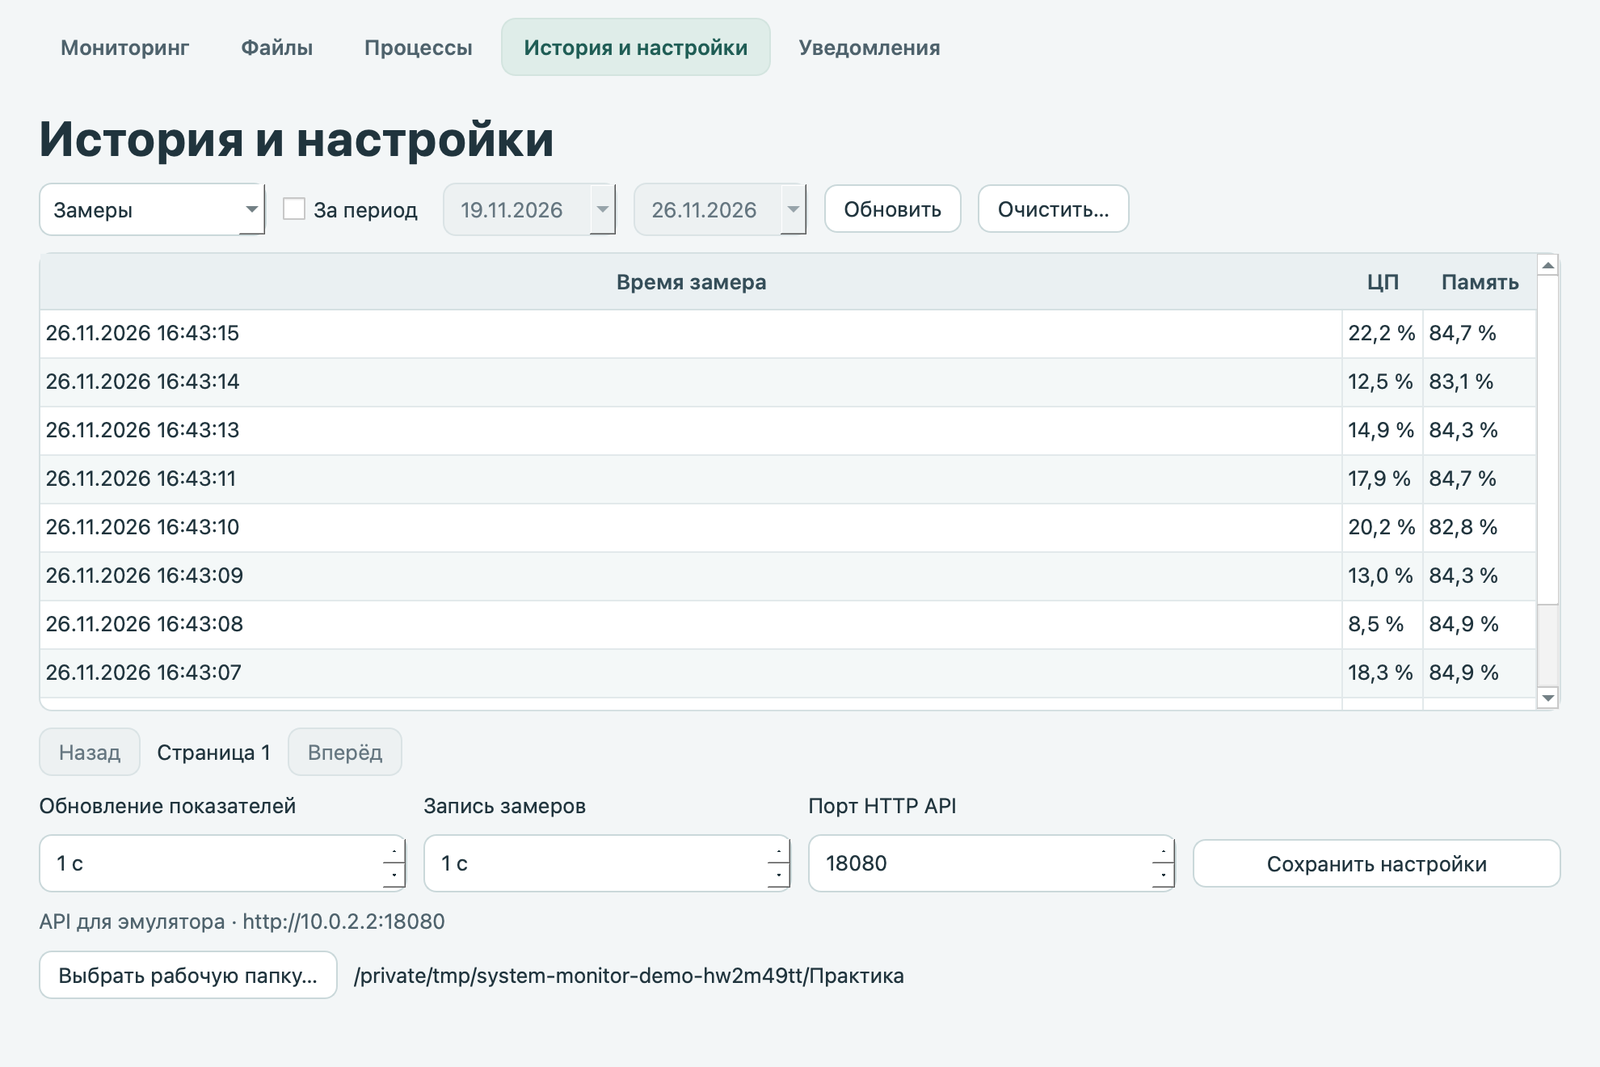 Мониторинг Файлы Процессы История и настройки Уведомления
История и настройки
Замеры За период 19.11.2026 26.11.2026 Обновить Очистить...
Время замера ЦП Память
26.11.2026 16:43:15 22,2 % 84,7 %
26.11.2026 16:43:14 12,5 % 83,1 %
26.11.2026 16:43:13 14,9 % 84,3 %
26.11.2026 16:43:11 17,9 % 84,7 %
26.11.2026 16:43:10 20,2 % 82,8 %
26.11.2026 16:43:09 13,0 % 84,3 %
26.11.2026 16:43:08 8,5 % 84,9 %
26.11.2026 16:43:07 18,3 % 84,9 %
Назад Страница 1 Вперёд
Обновление показателей Запись замеров Порт HTTP API
1 с 1 с 18080 Сохранить настройки
API для эмулятора · http://10.0.2.2:18080
Выбрать рабочую папку... /private/tmp/system-monitor-demo-hw2m49tt/Практика